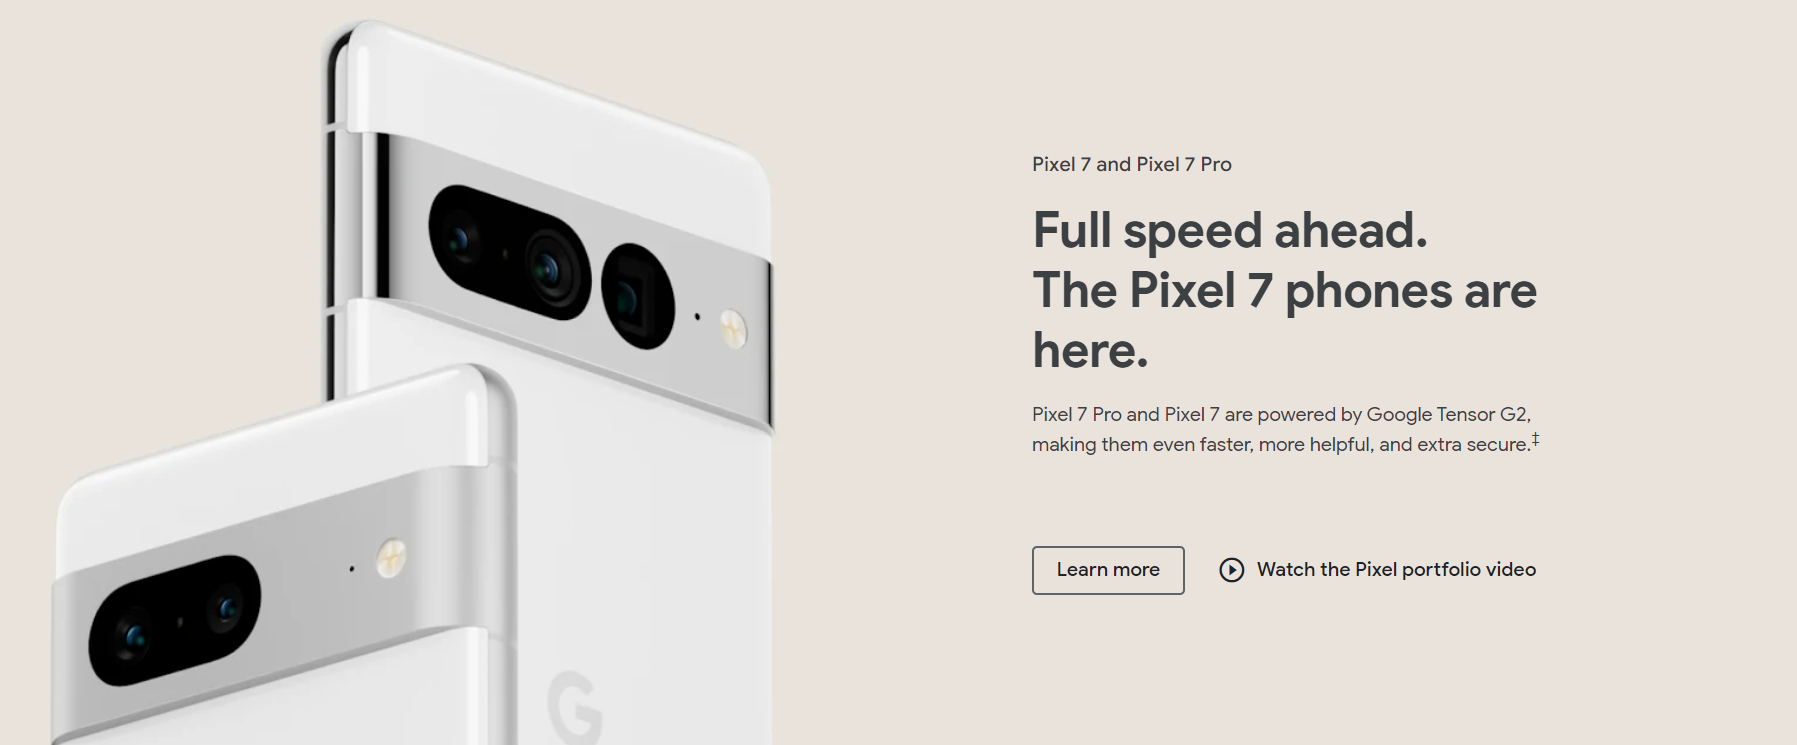 Pixel 7 and Pixel 7 Pro
Full speed ahead.
The Pixel 7 phones are
here.
Pixel 7 Pro and Pixel 7 are powered by Google Tensor G2,
making them even faster, more helpful, and extra secure.‡
Learn more
Watch the Pixel portfolio video
G